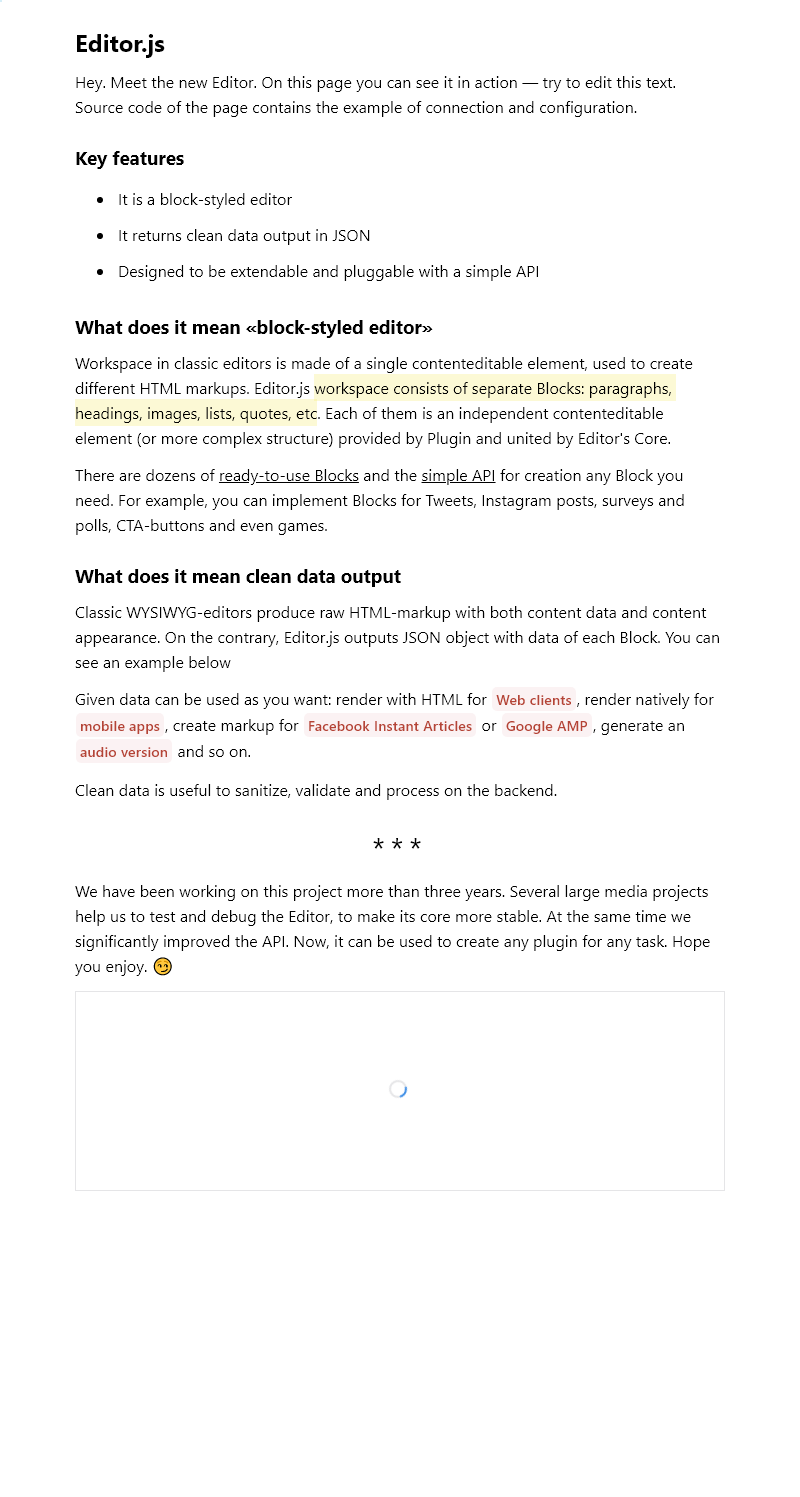 Editor.js
Hey. Meet the new Editor. On this page you can see it in action — try to edit this text.
Source code of the page contains the example of connection and configuration.
Key features
• It is a block-styled editor
• It returns clean data output in JSON
• Designed to be extendable and pluggable with a simple API
What does it mean «block-styled editor»
Workspace in classic editors is made of a single contenteditable element, used to create
different HTML markups. Editor.js workspace consists of separate Blocks: paragraphs,
headings, images, lists, quotes, etc. Each of them is an independent contenteditable
element (or more complex structure) provided by Plugin and united by Editor's Core.
There are dozens of ready-to-use Blocks and the simple API for creation any Block you
need. For example, you can implement Blocks for Tweets, Instagram posts, surveys and
polls, CTA-buttons and even games.
What does it mean clean data output
Classic WYSIWYG-editors produce raw HTML-markup with both content data and content
appearance. On the contrary, Editor.js outputs JSON object with data of each Block. You can
see an example below
Given data can be used as you want: render with HTML for Web clients, render natively for
mobile apps, create markup for Facebook Instant Articles or Google AMP, generate an
audio version and so on.
Clean data is useful to sanitize, validate and process on the backend.
* * *
We have been working on this project more than three years. Several large media projects
help us to test and debug the Editor, to make its core more stable. At the same time we
significantly improved the API. Now, it can be used to create any plugin for any task. Hope
you enjoy. 😏